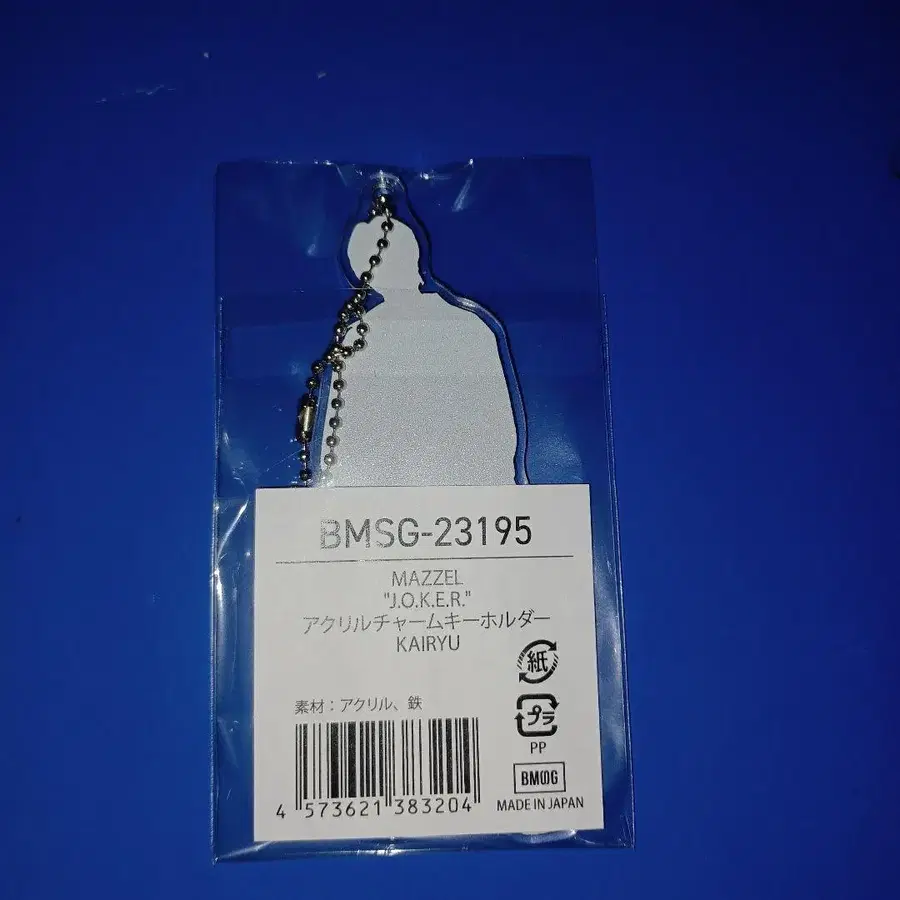 BMSG-23195
MAZZEL
"J.O.K.E.R."
アクリルチャームキーホルダー
KAIRYU
紙
素材：アクリル、鉄
プラ
PP
BMSG
4 573621 383204
MADE IN JAPAN